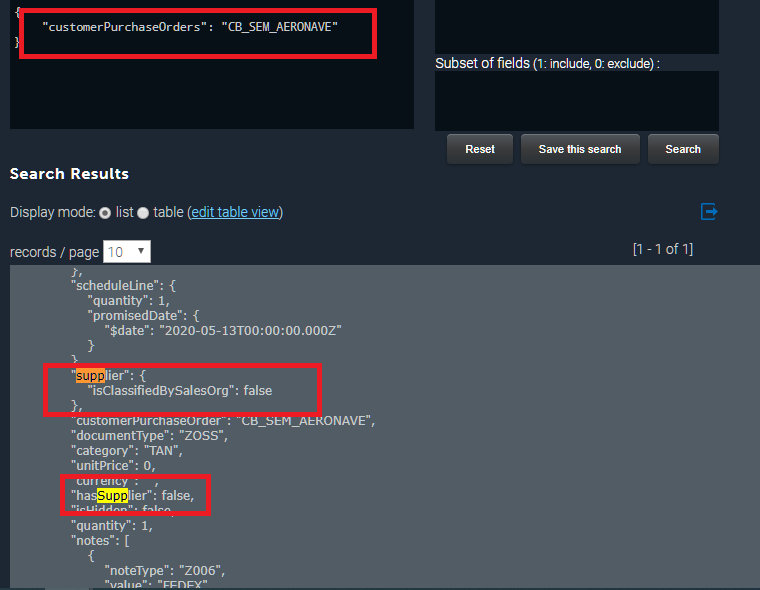 {
"customerPurchaseOrders": "CB_SEM_AERONAVE"
}
Subset of fields (1: include, 0: exclude) :
Reset
Save this search
Search
Search Results
Display mode: list table (edit table view)
records / page 10
[1 - 1 of 1]
},
"scheduleLine": {
"quantity": 1,
"promisedDate": {
"$date": "2020-05-13T00:00:00.000Z"
}
},
"supplier": {
"isClassifiedBySalesOrg": false
},
"customerPurchaseOrder": "CB_SEM_AERONAVE",
"documentType": "ZOSS",
"category": "TAN",
"unitPrice": 0,
"currency": "",
"hasSupplier": false,
"isHidden": false,
"quantity": 1,
"notes": [
{
"noteType": "Z006",
"value": "FEDEX"